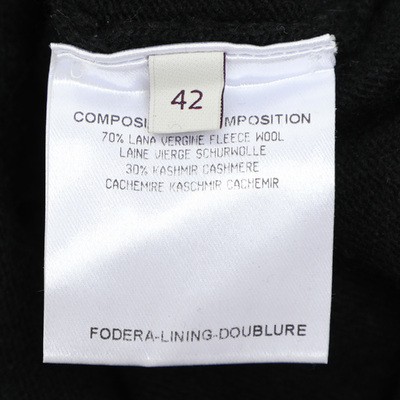 42
COMPOSI MPOSITION
70% LANA VERGINE FLEECE WOOL
LAINE VIERGE SCHURWOLLE
30% KASHMIR CASHMERE
CACHEMIRE KASCHMIR CACHEMIR
FODERA-LINING-DOUBLURE